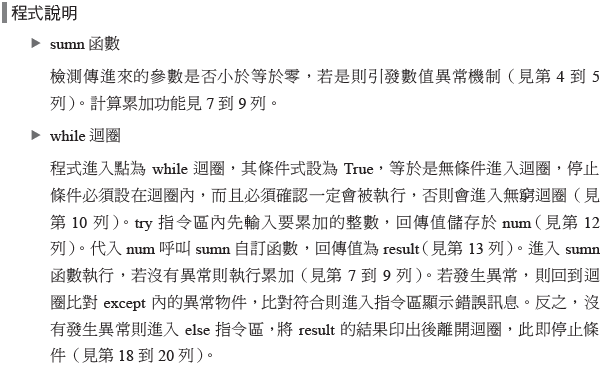 程式說明
sumn 函數
檢測傳進來的參數是否小於等於零，若是則引發數值異常機制（見第 4 到 5
列）。計算累加功能見 7 到 9 列。
while 迴圈
程式進入點為 while 迴圈，其條件式設為 True，等於是無條件進入迴圈，停止
條件必須設在迴圈內，而且必須確認一定會被執行，否則會進入無窮迴圈（見
第 10 列）。try 指令區內先輸入要累加的整數，回傳值儲存於 num（見第 12
列）。代入 num 呼叫 sumn 自訂函數，回傳值為 result（見第 13 列）。進入 sumn
函數執行，若沒有異常則執行累加（見第 7 到 9 列）。若發生異常，則回到迴
圈比對 except 內的異常物件，比對符合則進入指令區顯示錯誤訊息。反之，沒
有發生異常則進入 else 指令區，將 result 的結果印出後離開迴圈，此即停止條
件（見第 18 到 20 列）。